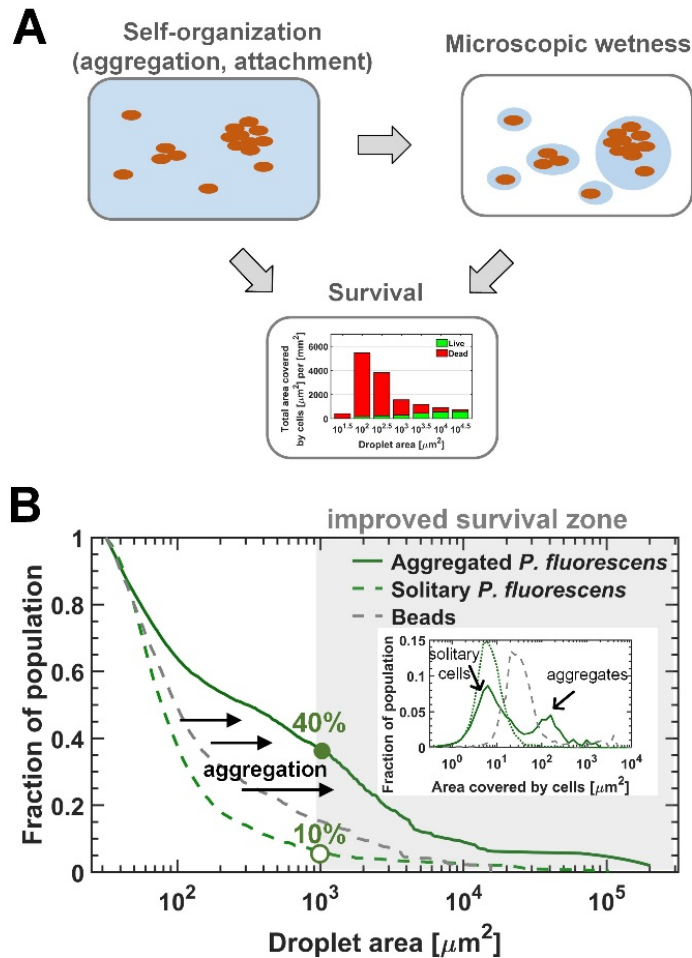 A
Self-organization
(aggregation, attachment)
Microscopic wetness
Survival
Total area covered
by cells [μm²] per [mm²]
6000
4000
2000
0
Live
Dead
10^1.5 10^2 10^2.5 10^3 10^3.5 10^4 10^4.5
Droplet area [μm²]
B
improved survival zone
Aggregated P. fluorescens
Solitary P. fluorescens
Beads
Fraction of population
1
0.8
0.6
0.4
0.2
0
40%
aggregation
10%
10^2 10^3 10^4 10^5
Droplet area [μm²]
Fraction of population
0.15
0.1
0.05
0
solitary
cells
aggregates
10^0 10^1 10^2 10^3 10^4
Area covered by cells [μm²]